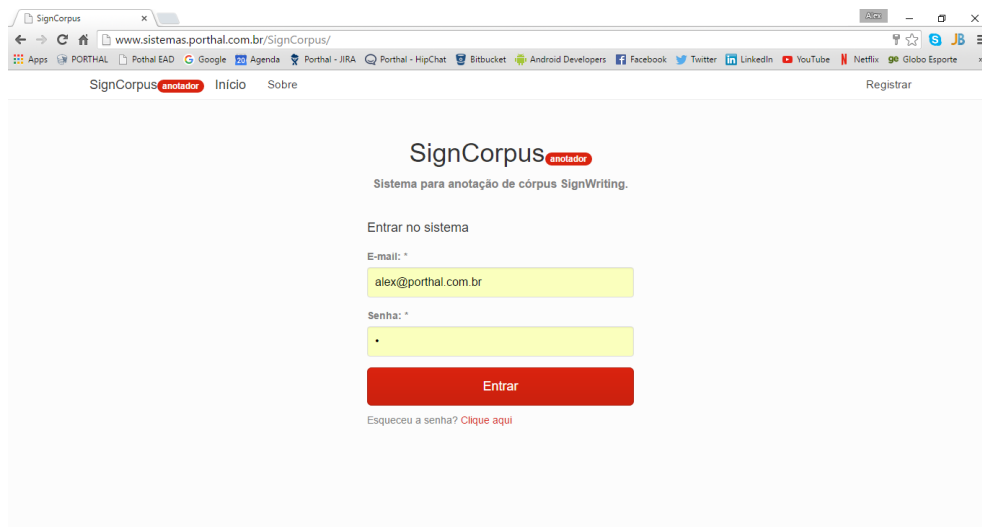 SignCorpus
Alex
www.sistemas.porthal.com.br/SignCorpus/
Apps PORTHAL Pothal EAD Google Agenda Porthal - JIRA Porthal - HipChat Bitbucket Android Developers Facebook Twitter LinkedIn YouTube Netflix Globo Esporte
SignCorpus anotador Início Sobre Registrar
SignCorpus anotador
Sistema para anotação de córpus SignWriting.
Entrar no sistema
E-mail: *
alex@porthal.com.br
Senha: *
Entrar
Esqueceu a senha? Clique aqui